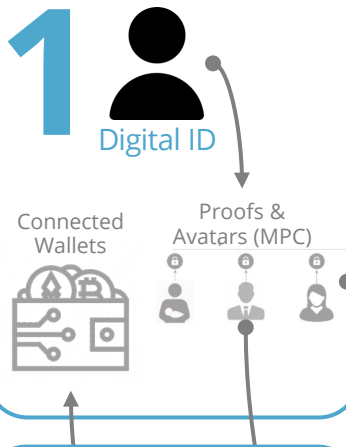 1
Digital ID
Connected
Wallets
Proofs &
Avatars (MPC)